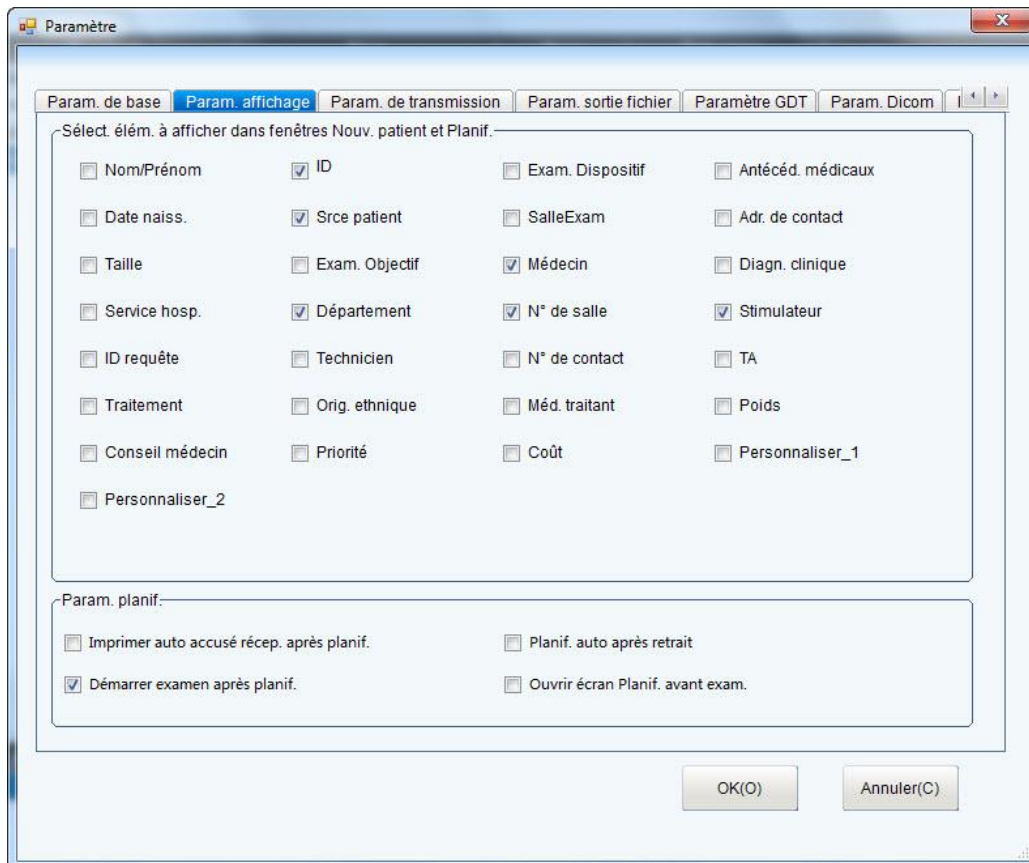 Paramètre
Param. de base Param. affichage Param. de transmission Param. sortie fichier Paramètre GDT Param. Dicom
Sélect. élém. à afficher dans fenêtres Nouv. patient et Planif.
Nom/Prénom ID Exam. Dispositif Antécéd. médicaux
Date naiss. Srce patient SalleExam Adr. de contact
Taille Exam. Objectif Médecin Diagn. clinique
Service hosp. Département N° de salle Stimulateur
ID requête Technicien N° de contact TA
Traitement Orig. ethnique Méd. traitant Poids
Conseil médecin Priorité Coût Personnaliser_1
Personnaliser_2
Param. planif.
Imprimer auto accusé récep. après planif. Planif. auto après retrait
Démarrer examen après planif. Ouvrir écran Planif. avant exam.
OK(O) Annuler(C)